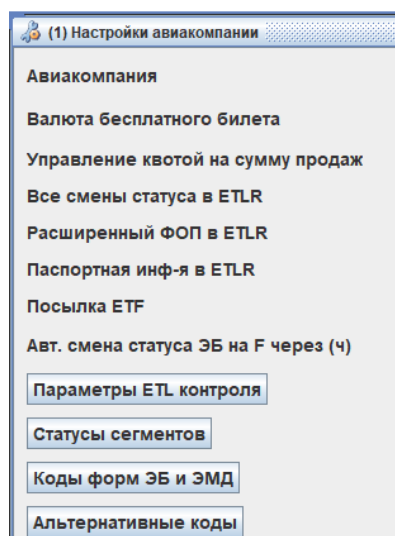 (1) Настройки авиакомпании
Авиакомпания
Валюта бесплатного билета
Управление квотой на сумму продаж
Все смены статуса в ETLR
Расширенный ФОП в ETLR
Паспортная инф-я в ETLR
Посылка ETF
Авт. смена статуса ЭБ на F через (ч)
Параметры ETL контроля
Статусы сегментов
Коды форм ЭБ и ЭМД
Альтернативные коды